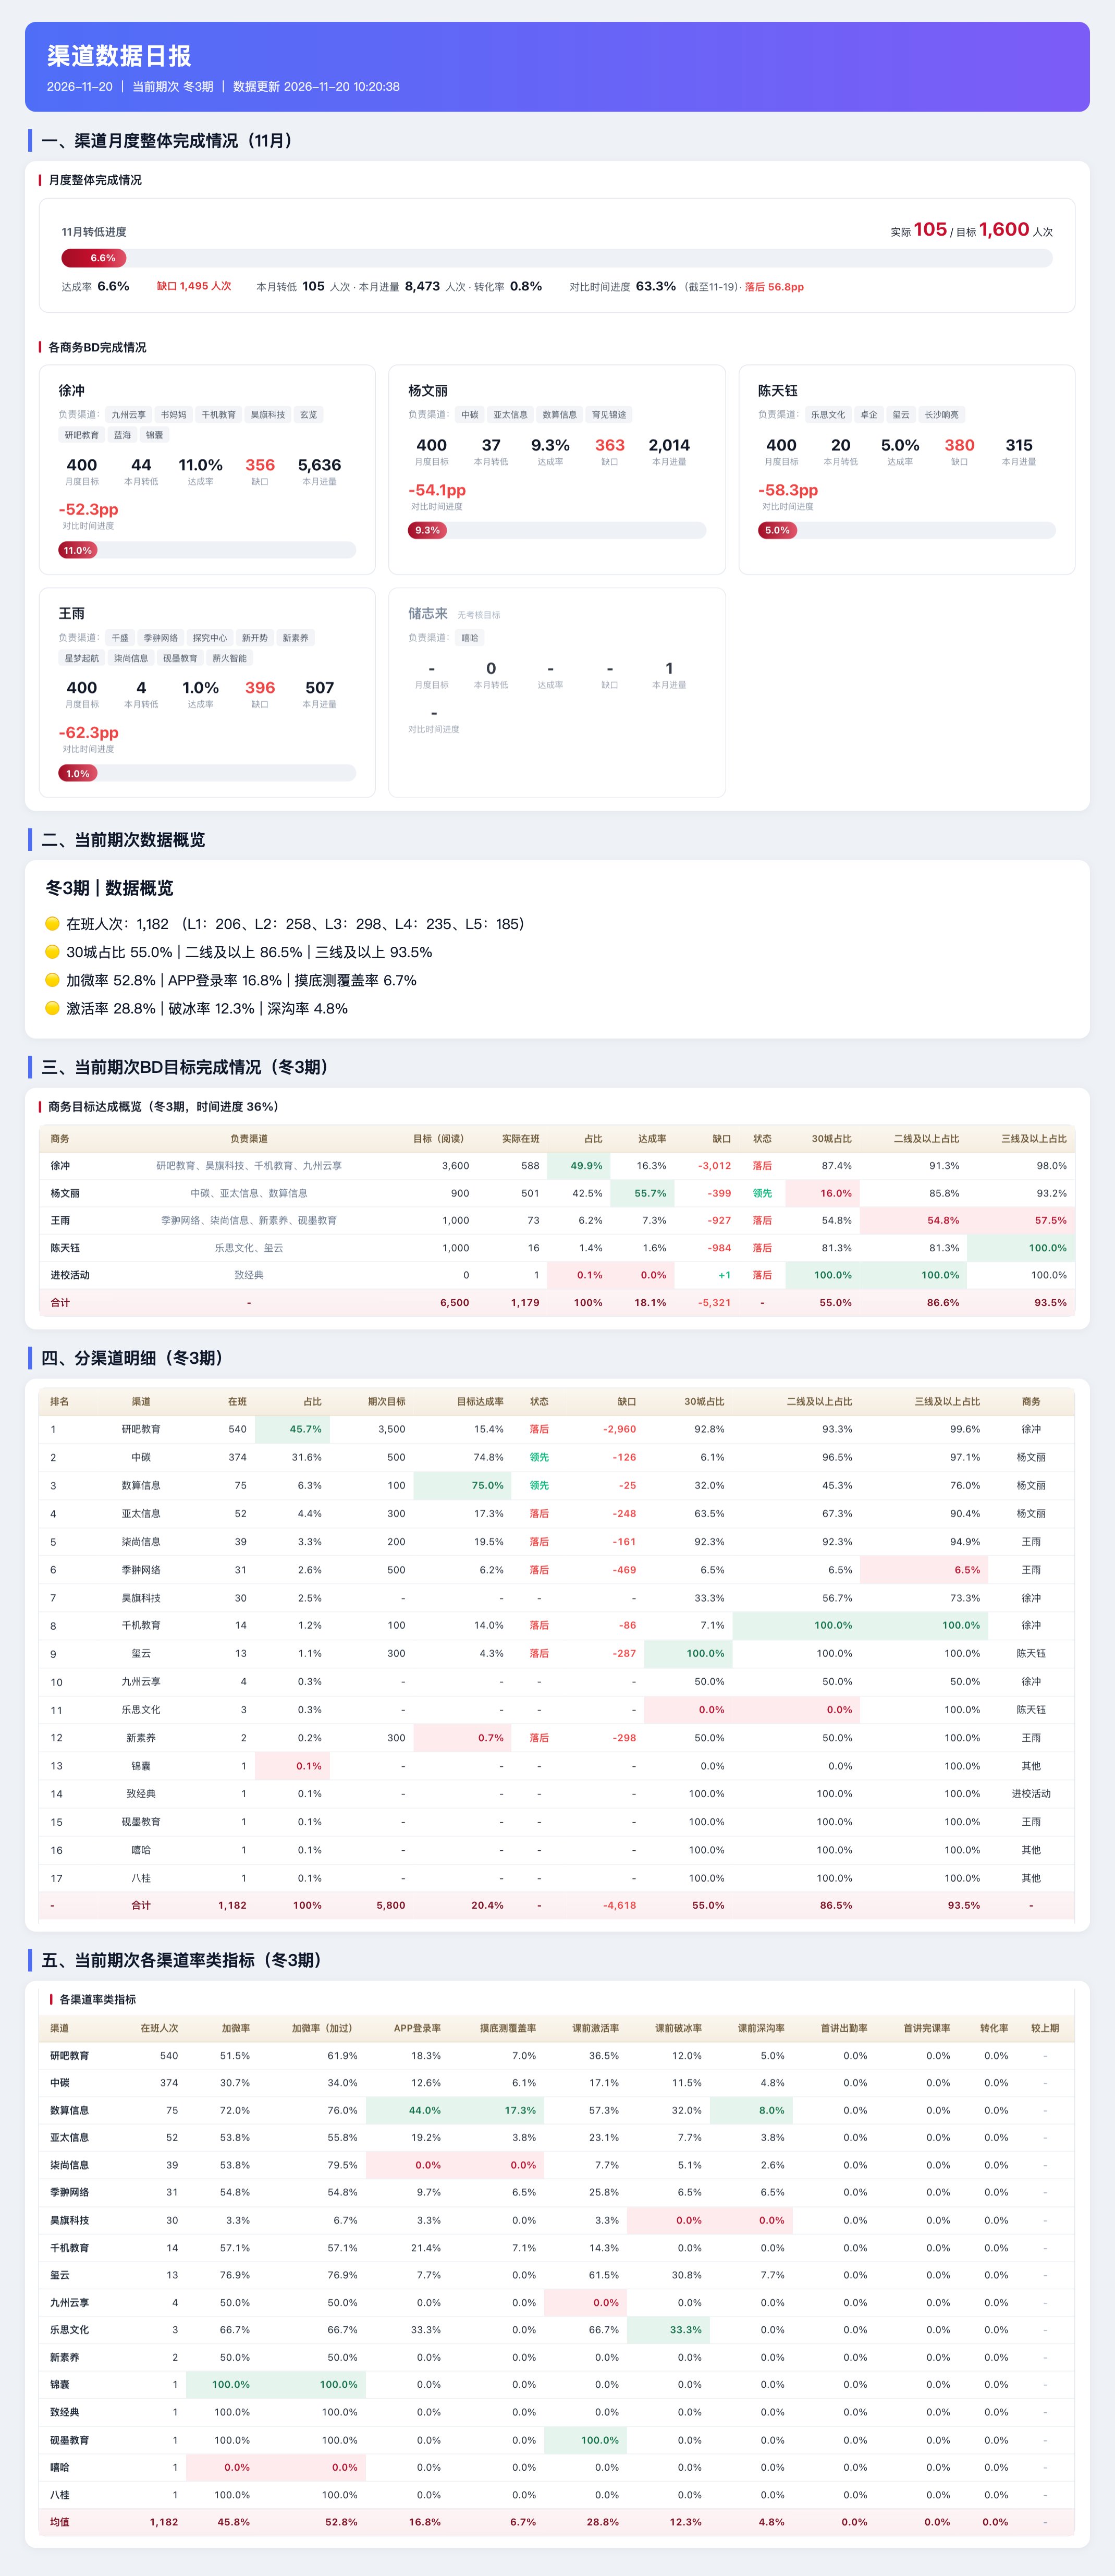 渠道数据日报
2026-11-20 | 当前期次 冬3期 | 数据更新 2026-11-20 10:20:38
一、渠道月度整体完成情况（11月）
月度整体完成情况
11月转低进度 实际 105 / 目标 1,600 人次
6.6%
达成率 6.6% 缺口 1,495 人次 本月转低 105 人次 · 本月进量 8,473 人次 · 转化率 0.8% 对比时间进度 63.3% （截至11-19）· 落后 56.8pp
各商务BD完成情况
徐冲
负责渠道： 九州云享 书妈妈 千机教育 昊旗科技 玄览
研吧教育 蓝海 锦囊
400 44 11.0% 356 5,636
月度目标 本月转低 达成率 缺口 本月进量
-52.3pp
对比时间进度
11.0%
杨文丽
负责渠道： 中碳 亚太信息 数算信息 育见锦途
400 37 9.3% 363 2,014
月度目标 本月转低 达成率 缺口 本月进量
-54.1pp
对比时间进度
9.3%
陈天钰
负责渠道： 乐思文化 卓企 玺云 长沙响亮
400 20 5.0% 380 315
月度目标 本月转低 达成率 缺口 本月进量
-58.3pp
对比时间进度
5.0%
王雨
负责渠道： 千盛 季翀网络 探究中心 新开势 新素养
星梦起航 柒尚信息 砚墨教育 薪火智能
400 4 1.0% 396 507
月度目标 本月转低 达成率 缺口 本月进量
-62.3pp
对比时间进度
1.0%
储志来 无考核目标
负责渠道： 嘻哈
- 0 - - 1
月度目标 本月转低 达成率 缺口 本月进量
-
对比时间进度
二、当前期次数据概览
冬3期 | 数据概览
在班人次：1,182 （L1：206、L2：258、L3：298、L4：235、L5：185）
30城占比 55.0% | 二线及以上 86.5% | 三线及以上 93.5%
加微率 52.8% | APP登录率 16.8% | 摸底测覆盖率 6.7%
激活率 28.8% | 破冰率 12.3% | 深沟率 4.8%
三、当前期次BD目标完成情况（冬3期）
商务目标达成概览（冬3期，时间进度 36%）
商务 负责渠道 目标（阅读） 实际在班 占比 达成率 缺口 状态 30城占比 二线及以上占比 三线及以上占比
徐冲 研吧教育、昊旗科技、千机教育、九州云享 3,600 588 49.9% 16.3% -3,012 落后 87.4% 91.3% 98.0%
杨文丽 中碳、亚太信息、数算信息 900 501 42.5% 55.7% -399 领先 16.0% 85.8% 93.2%
王雨 季翀网络、柒尚信息、新素养、砚墨教育 1,000 73 6.2% 7.3% -927 落后 54.8% 54.8% 57.5%
陈天钰 乐思文化、玺云 1,000 16 1.4% 1.6% -984 落后 81.3% 81.3% 100.0%
进校活动 致经典 0 1 0.1% 0.0% +1 落后 100.0% 100.0% 100.0%
合计 - 6,500 1,179 100% 18.1% -5,321 - 55.0% 86.6% 93.5%
四、分渠道明细（冬3期）
排名 渠道 在班 占比 期次目标 目标达成率 状态 缺口 30城占比 二线及以上占比 三线及以上占比 商务
1 研吧教育 540 45.7% 3,500 15.4% 落后 -2,960 92.8% 93.3% 99.6% 徐冲
2 中碳 374 31.6% 500 74.8% 领先 -126 6.1% 96.5% 97.1% 杨文丽
3 数算信息 75 6.3% 100 75.0% 领先 -25 32.0% 45.3% 76.0% 杨文丽
4 亚太信息 52 4.4% 300 17.3% 落后 -248 63.5% 67.3% 90.4% 杨文丽
5 柒尚信息 39 3.3% 200 19.5% 落后 -161 92.3% 92.3% 94.9% 王雨
6 季翀网络 31 2.6% 500 6.2% 落后 -469 6.5% 6.5% 6.5% 王雨
7 昊旗科技 30 2.5% - - - - 33.3% 56.7% 73.3% 徐冲
8 千机教育 14 1.2% 100 14.0% 落后 -86 7.1% 100.0% 100.0% 徐冲
9 玺云 13 1.1% 300 4.3% 落后 -287 100.0% 100.0% 100.0% 陈天钰
10 九州云享 4 0.3% - - - - 50.0% 50.0% 50.0% 徐冲
11 乐思文化 3 0.3% - - - - 0.0% 0.0% 100.0% 陈天钰
12 新素养 2 0.2% 300 0.7% 落后 -298 50.0% 50.0% 100.0% 王雨
13 锦囊 1 0.1% - - - - 0.0% 0.0% 100.0% 其他
14 致经典 1 0.1% - - - - 100.0% 100.0% 100.0% 进校活动
15 砚墨教育 1 0.1% - - - - 100.0% 100.0% 100.0% 王雨
16 嘻哈 1 0.1% - - - - 100.0% 100.0% 100.0% 其他
17 八桂 1 0.1% - - - - 100.0% 100.0% 100.0% 其他
- 合计 1,182 100% 5,800 20.4% - -4,618 55.0% 86.5% 93.5% -
五、当前期次各渠道率类指标（冬3期）
各渠道率类指标
渠道 在班人次 加微率 加微率（加过） APP登录率 摸底测覆盖率 课前激活率 课前破冰率 课前深沟率 首讲出勤率 首讲完课率 转化率 较上期
研吧教育 540 51.5% 61.9% 18.3% 7.0% 36.5% 12.0% 5.0% 0.0% 0.0% 0.0% -
中碳 374 30.7% 34.0% 12.6% 6.1% 17.1% 11.5% 4.8% 0.0% 0.0% 0.0% -
数算信息 75 72.0% 76.0% 44.0% 17.3% 57.3% 32.0% 8.0% 0.0% 0.0% 0.0% -
亚太信息 52 53.8% 55.8% 19.2% 3.8% 23.1% 7.7% 3.8% 0.0% 0.0% 0.0% -
柒尚信息 39 53.8% 79.5% 0.0% 0.0% 7.7% 5.1% 2.6% 0.0% 0.0% 0.0% -
季翀网络 31 54.8% 54.8% 9.7% 6.5% 25.8% 6.5% 6.5% 0.0% 0.0% 0.0% -
昊旗科技 30 3.3% 6.7% 3.3% 0.0% 3.3% 0.0% 0.0% 0.0% 0.0% 0.0% -
千机教育 14 57.1% 57.1% 21.4% 7.1% 14.3% 0.0% 0.0% 0.0% 0.0% 0.0% -
玺云 13 76.9% 76.9% 7.7% 0.0% 61.5% 30.8% 7.7% 0.0% 0.0% 0.0% -
九州云享 4 50.0% 50.0% 0.0% 0.0% 0.0% 0.0% 0.0% 0.0% 0.0% 0.0% -
乐思文化 3 66.7% 66.7% 33.3% 0.0% 66.7% 33.3% 0.0% 0.0% 0.0% 0.0% -
新素养 2 50.0% 50.0% 0.0% 0.0% 0.0% 0.0% 0.0% 0.0% 0.0% 0.0% -
锦囊 1 100.0% 100.0% 0.0% 0.0% 0.0% 0.0% 0.0% 0.0% 0.0% 0.0% -
致经典 1 100.0% 100.0% 0.0% 0.0% 0.0% 0.0% 0.0% 0.0% 0.0% 0.0% -
砚墨教育 1 100.0% 100.0% 0.0% 0.0% 100.0% 0.0% 0.0% 0.0% 0.0% 0.0% -
嘻哈 1 0.0% 0.0% 0.0% 0.0% 0.0% 0.0% 0.0% 0.0% 0.0% 0.0% -
八桂 1 100.0% 100.0% 0.0% 0.0% 0.0% 0.0% 0.0% 0.0% 0.0% 0.0% -
均值 1,182 45.8% 52.8% 16.8% 6.7% 28.8% 12.3% 4.8% 0.0% 0.0% 0.0% -